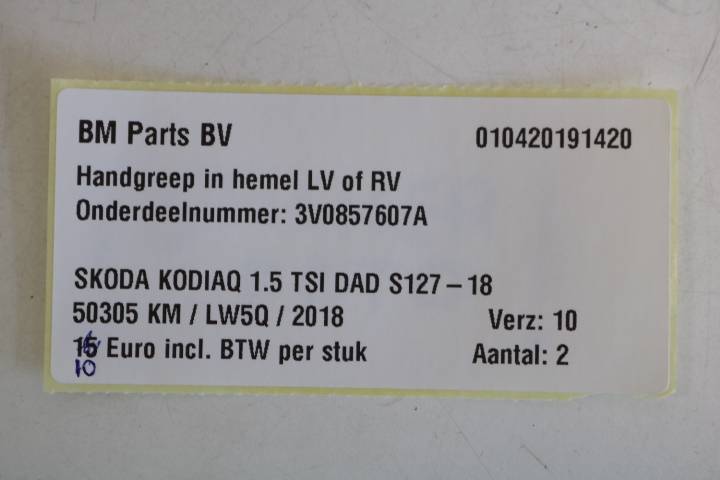 BM Parts BV 010420191420
Handgreep in hemel LV of RV
Onderdeelnummer: 3V0857607A
SKODA KODIAQ 1.5 TSI DAD S127-18
50305 KM / LW5Q / 2018 Verz: 10
15 Euro incl. BTW per stuk Aantal: 2
10